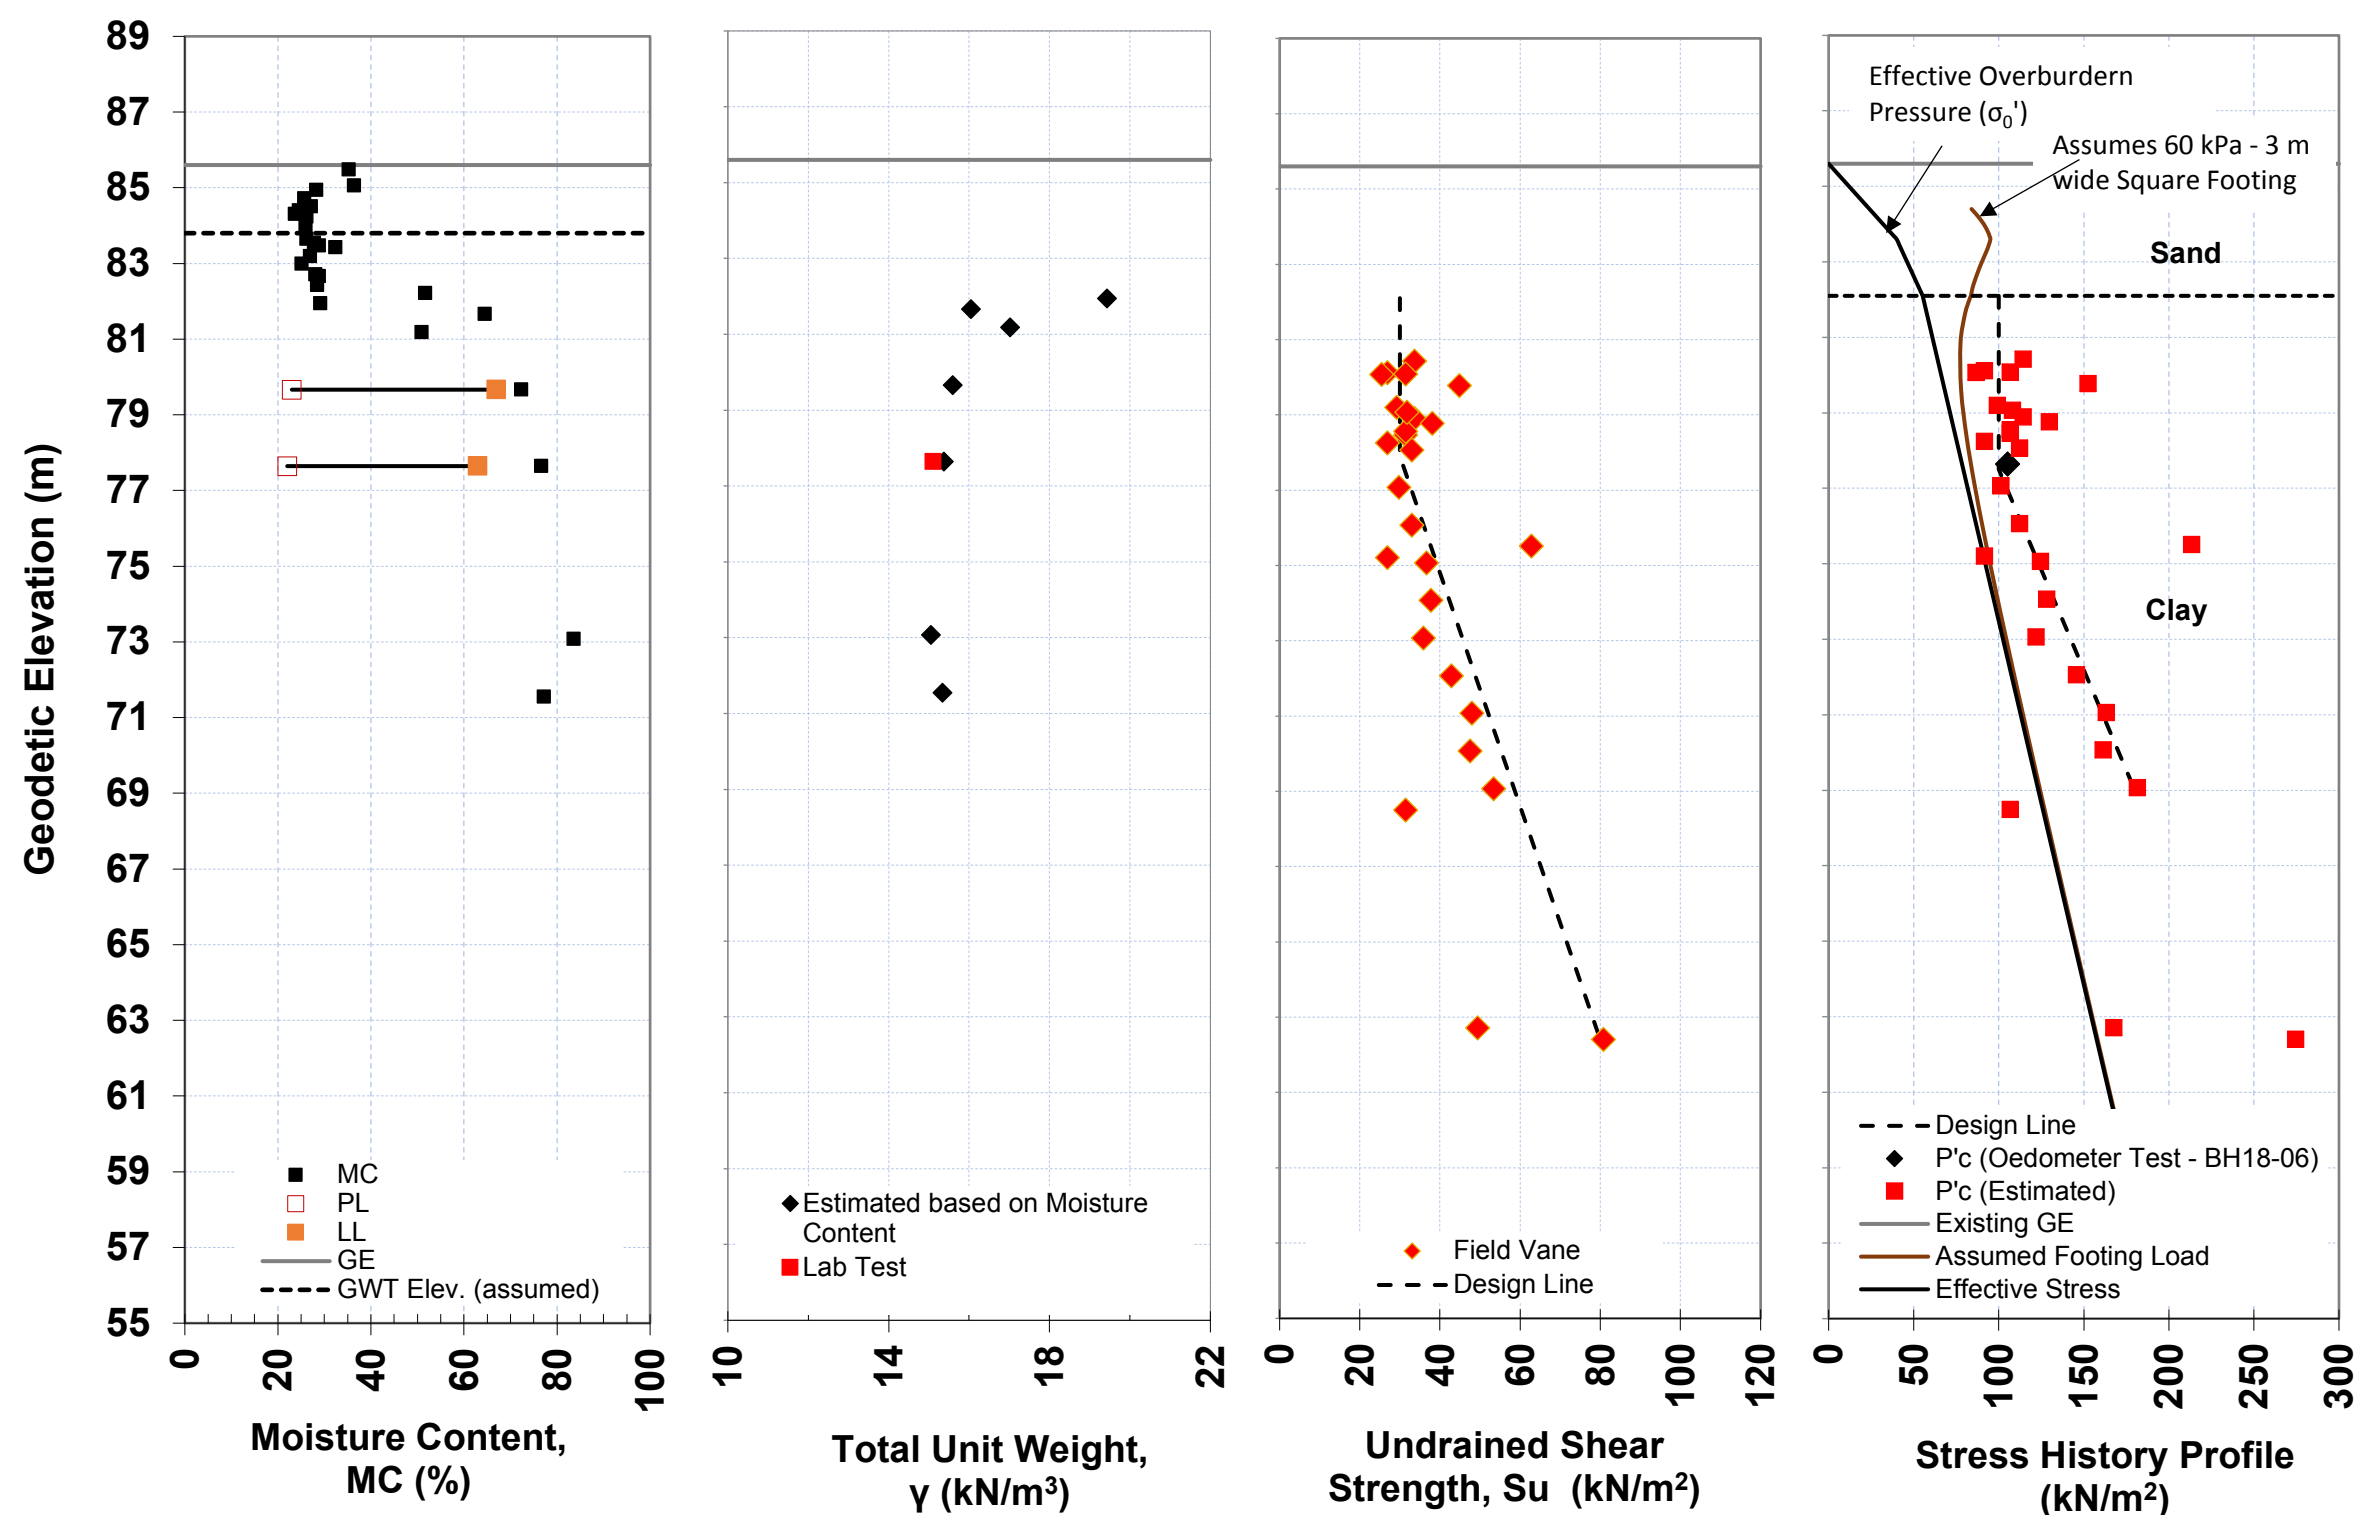 Geodetic Elevation (m)
89
87
85
83
81
79
77
75
73
71
69
67
65
63
61
59
57
55
MC
PL
LL
GE
GWT Elev. (assumed)
0
20
40
60
80
100
Moisture Content,
MC (%)
Estimated based on Moisture
Content
Lab Test
10
14
18
22
Total Unit Weight,
γ (kN/m³)
Field Vane
Design Line
0
20
40
60
80
100
120
Undrained Shear
Strength, Su (kN/m²)
Effective Overburdern
Pressure (σ₀')
Assumes 60 kPa - 3 m
wide Square Footing
Sand
Clay
Design Line
P'c (Oedometer Test - BH18-06)
P'c (Estimated)
Existing GE
Assumed Footing Load
Effective Stress
0
50
100
150
200
250
300
Stress History Profile
(kN/m²)